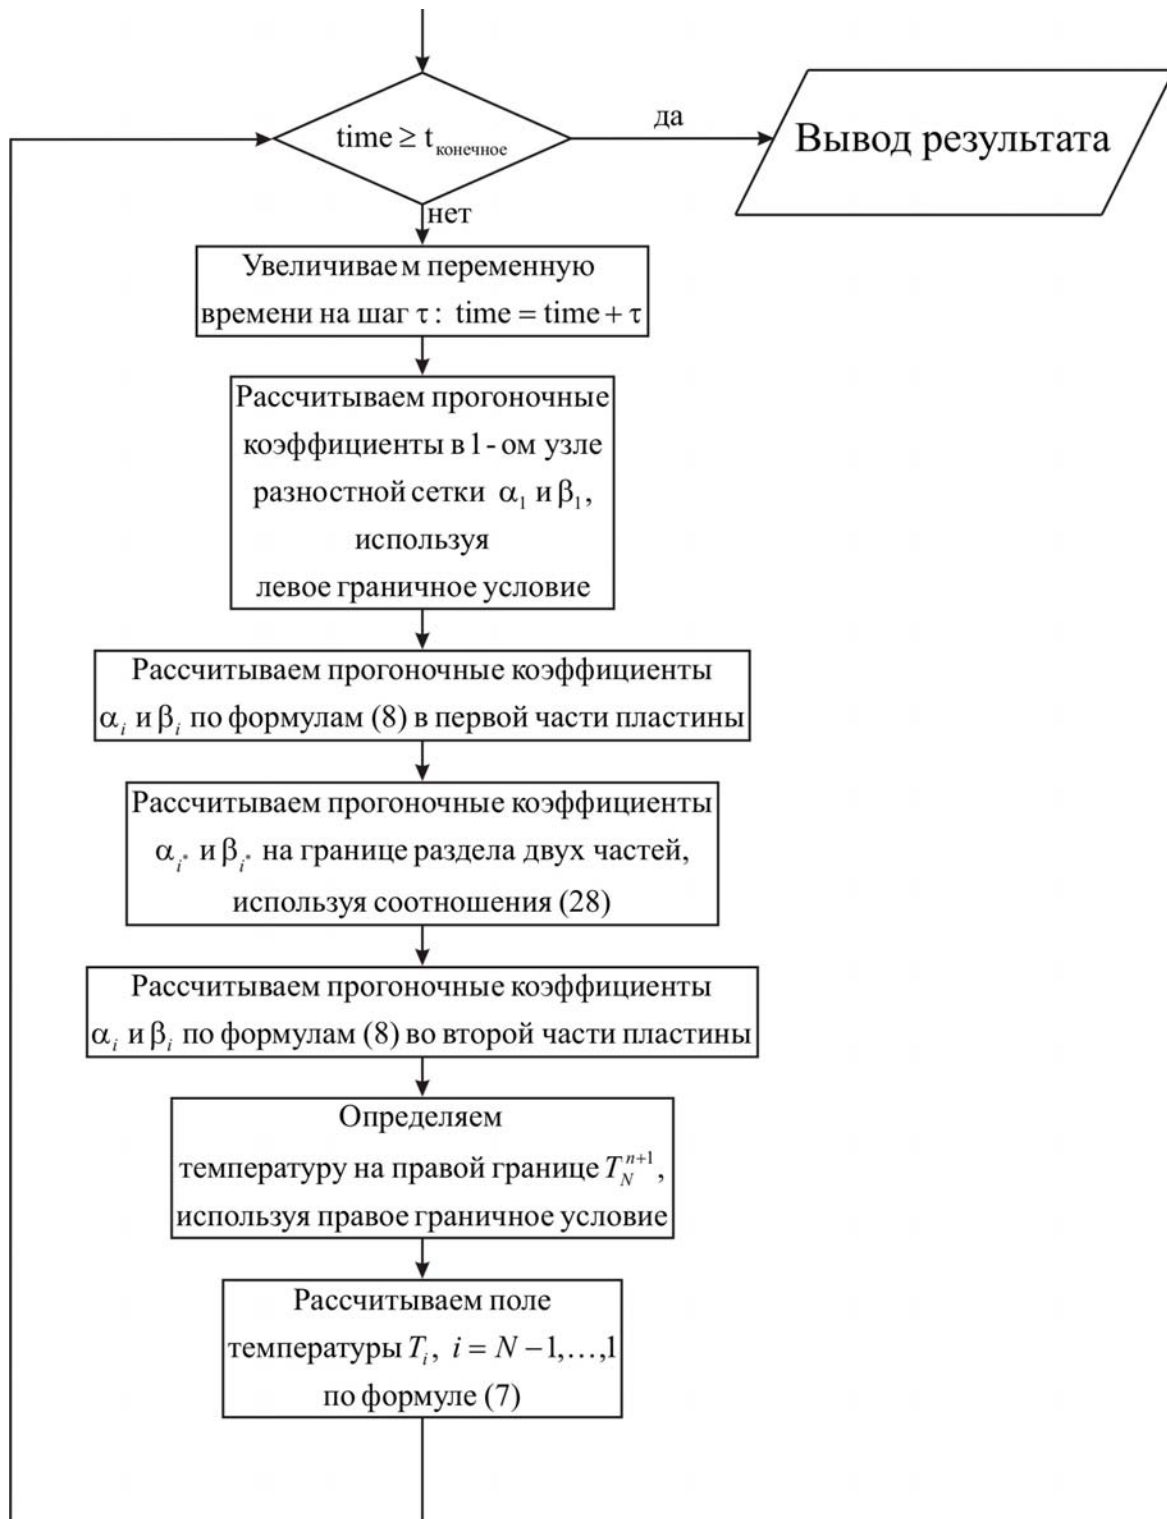 time ≥ t конечное
да
Вывод результата
нет
Увеличиваем переменную
времени на шаг τ: time = time + τ
Рассчитываем прогоночные
коэффициенты в 1-ом узле
разностной сетки α₁ и β₁,
используя
левое граничное условие
Рассчитываем прогоночные коэффициенты
αᵢ и βᵢ по формулам (8) в первой части пластины
Рассчитываем прогоночные коэффициенты
α_{i*} и β_{i*} на границе раздела двух частей,
используя соотношения (28)
Рассчитываем прогоночные коэффициенты
αᵢ и βᵢ по формулам (8) во второй части пластины
Определяем
температуру на правой границе T_N^{n+1},
используя правое граничное условие
Рассчитываем поле
температуры Tᵢ, i = N −1,…,1
по формуле (7)